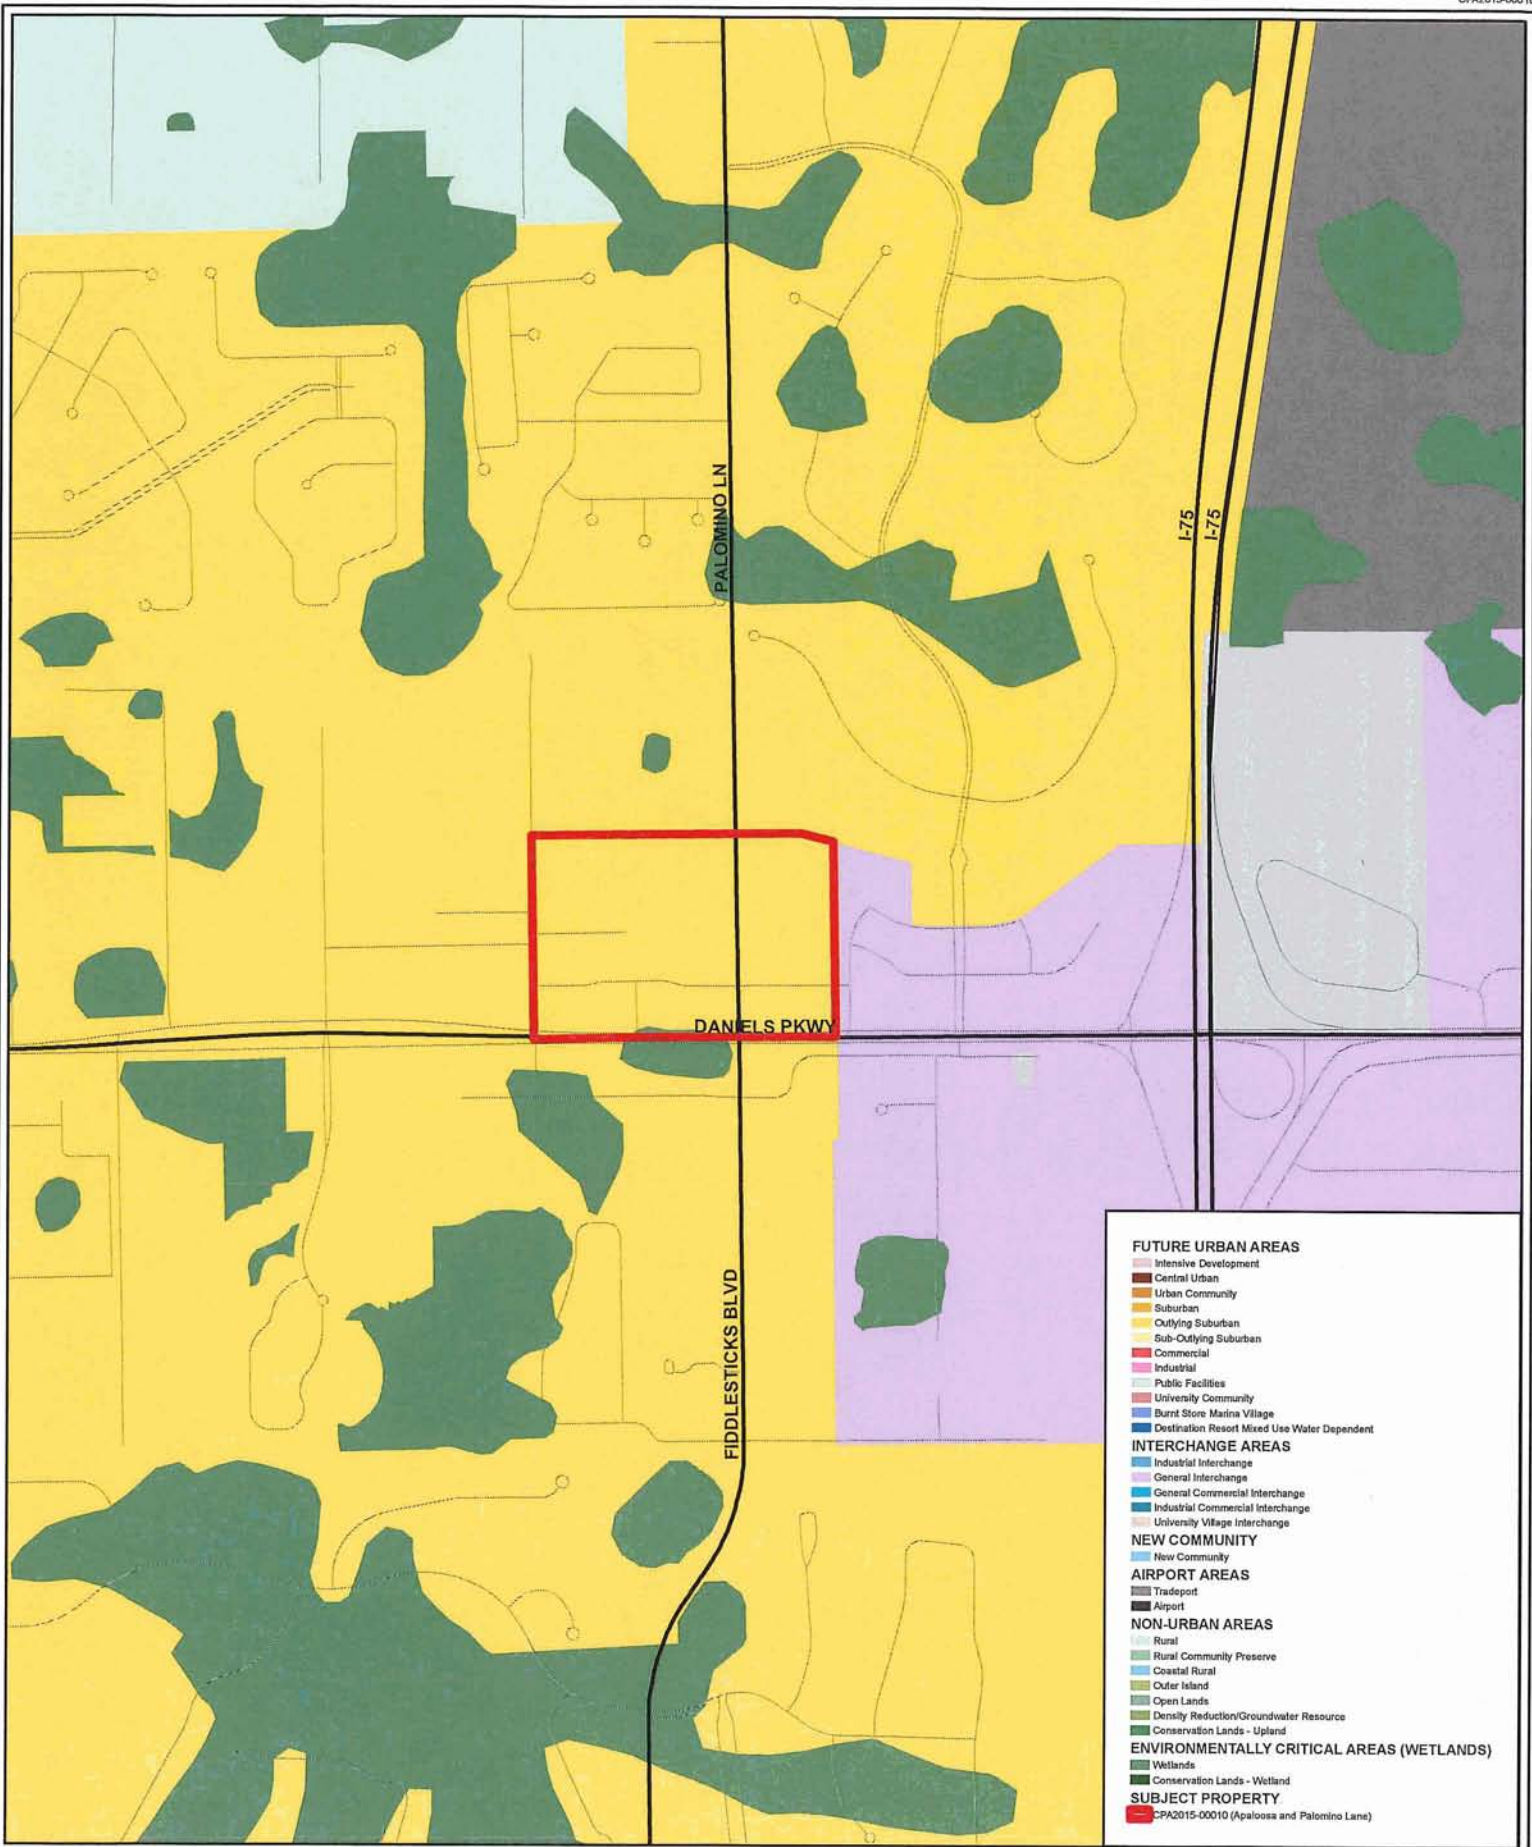 PALOMINO LN
I-75
I-75
DANIELS PKWY
FIDDLESTICKS BLVD
FUTURE URBAN AREAS
Intensive Development
Central Urban
Urban Community
Suburban
Outlying Suburban
Sub-Outlying Suburban
Commercial
Industrial
Public Facilities
University Community
Burnt Store Marina Village
Destination Resort Mixed Use Water Dependent
INTERCHANGE AREAS
Industrial Interchange
General Interchange
General Commercial Interchange
Industrial Commercial Interchange
University Village Interchange
NEW COMMUNITY
New Community
AIRPORT AREAS
Tradeport
Airport
NON-URBAN AREAS
Rural
Rural Community Preserve
Coastal Rural
Outer Island
Open Lands
Density Reduction/Groundwater Resource
Conservation Lands - Upland
ENVIRONMENTALLY CRITICAL AREAS (WETLANDS)
Wetlands
Conservation Lands - Wetland
SUBJECT PROPERTY
CPA2015-00010 (Apaloosa and Palomino Lane)